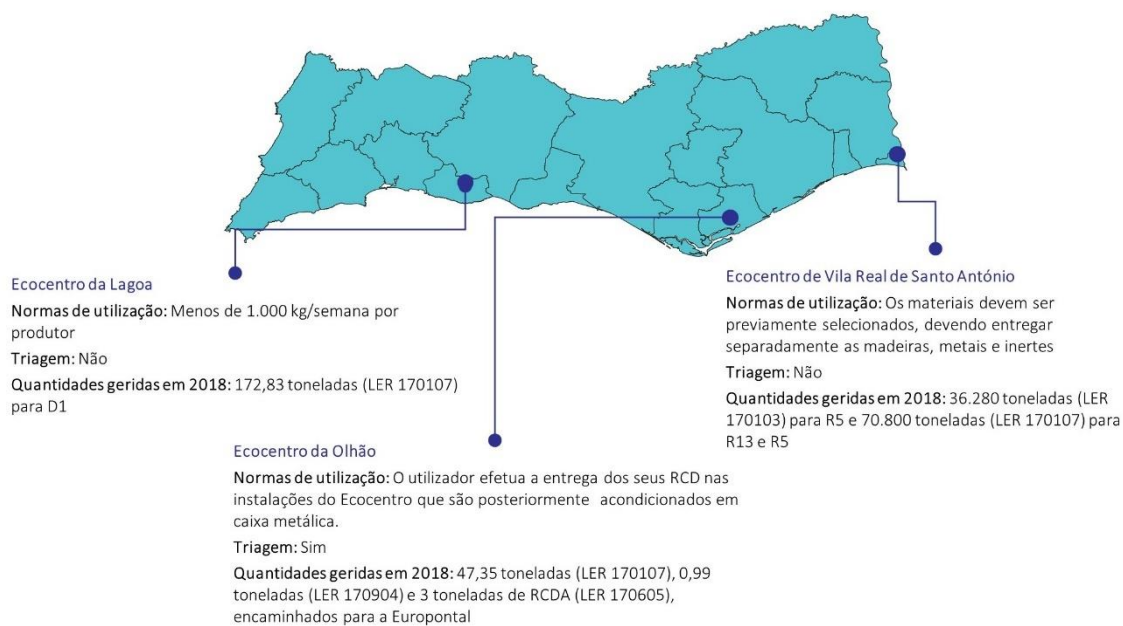 Ecocentro da Lagoa
Normas de utilização: Menos de 1.000 kg/semana por
produtor
Triagem: Não
Quantidades geridas em 2018: 172,83 toneladas (LER 170107)
para D1
Ecocentro da Olhão
Normas de utilização: O utilizador efetua a entrega dos seus RCD nas
instalações do Ecocentro que são posteriormente acondicionados em
caixa metálica.
Triagem: Sim
Quantidades geridas em 2018: 47,35 toneladas (LER 170107), 0,99
toneladas (LER 170904) e 3 toneladas de RCDA (LER 170605),
encaminhados para a Europontal
Ecocentro de Vila Real de Santo António
Normas de utilização: Os materiais devem ser
previamente selecionados, devendo entregar
separadamente as madeiras, metais e inertes
Triagem: Não
Quantidades geridas em 2018: 36.280 toneladas (LER
170103) para R5 e 70.800 toneladas (LER 170107) para
R13 e R5